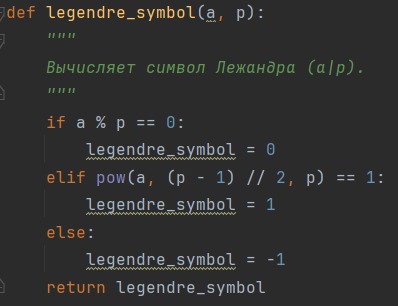 def legendre_symbol(a, p):
    """
    Вычисляет символ Лежандра (a|p).
    """
    if a % p == 0:
        legendre_symbol = 0
    elif pow(a, (p - 1) // 2, p) == 1:
        legendre_symbol = 1
    else:
        legendre_symbol = -1
    return legendre_symbol